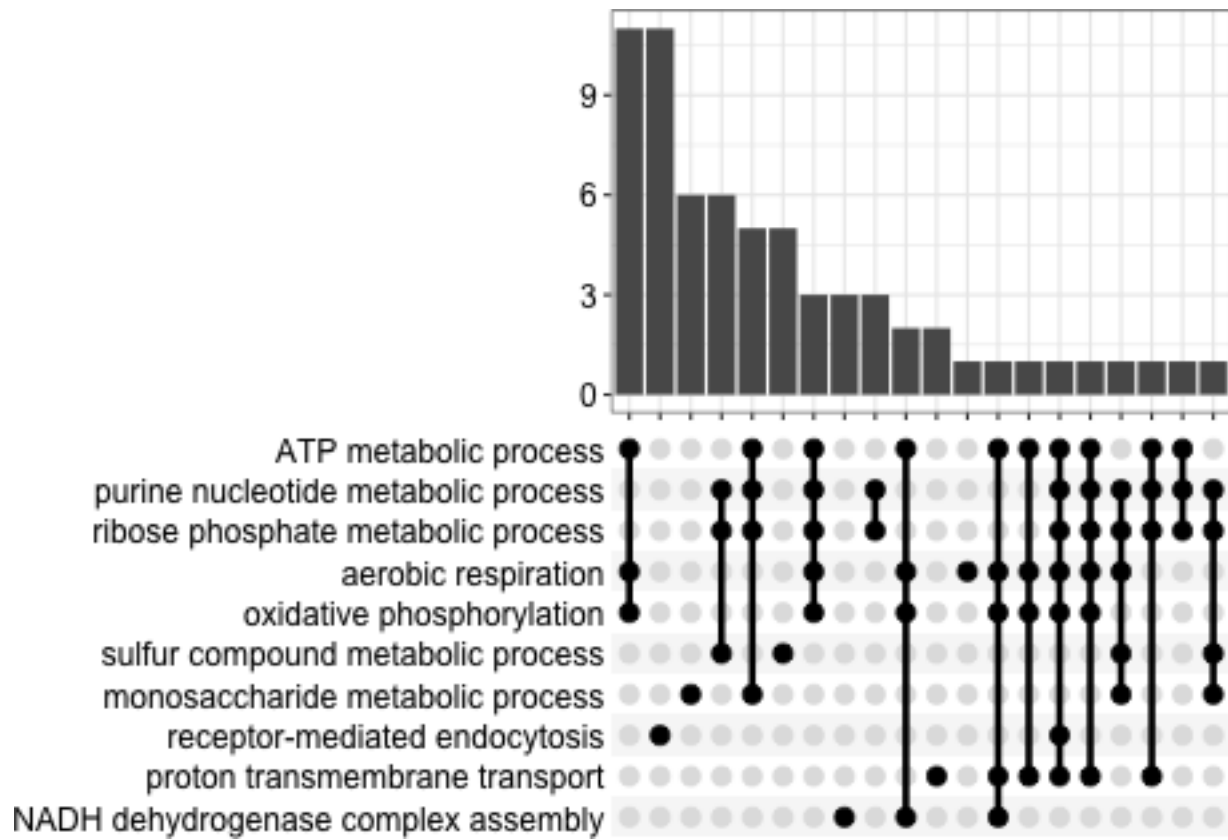 9
6
3
0
ATP metabolic process
purine nucleotide metabolic process
ribose phosphate metabolic process
aerobic respiration
oxidative phosphorylation
sulfur compound metabolic process
monosaccharide metabolic process
receptor-mediated endocytosis
proton transmembrane transport
NADH dehydrogenase complex assembly